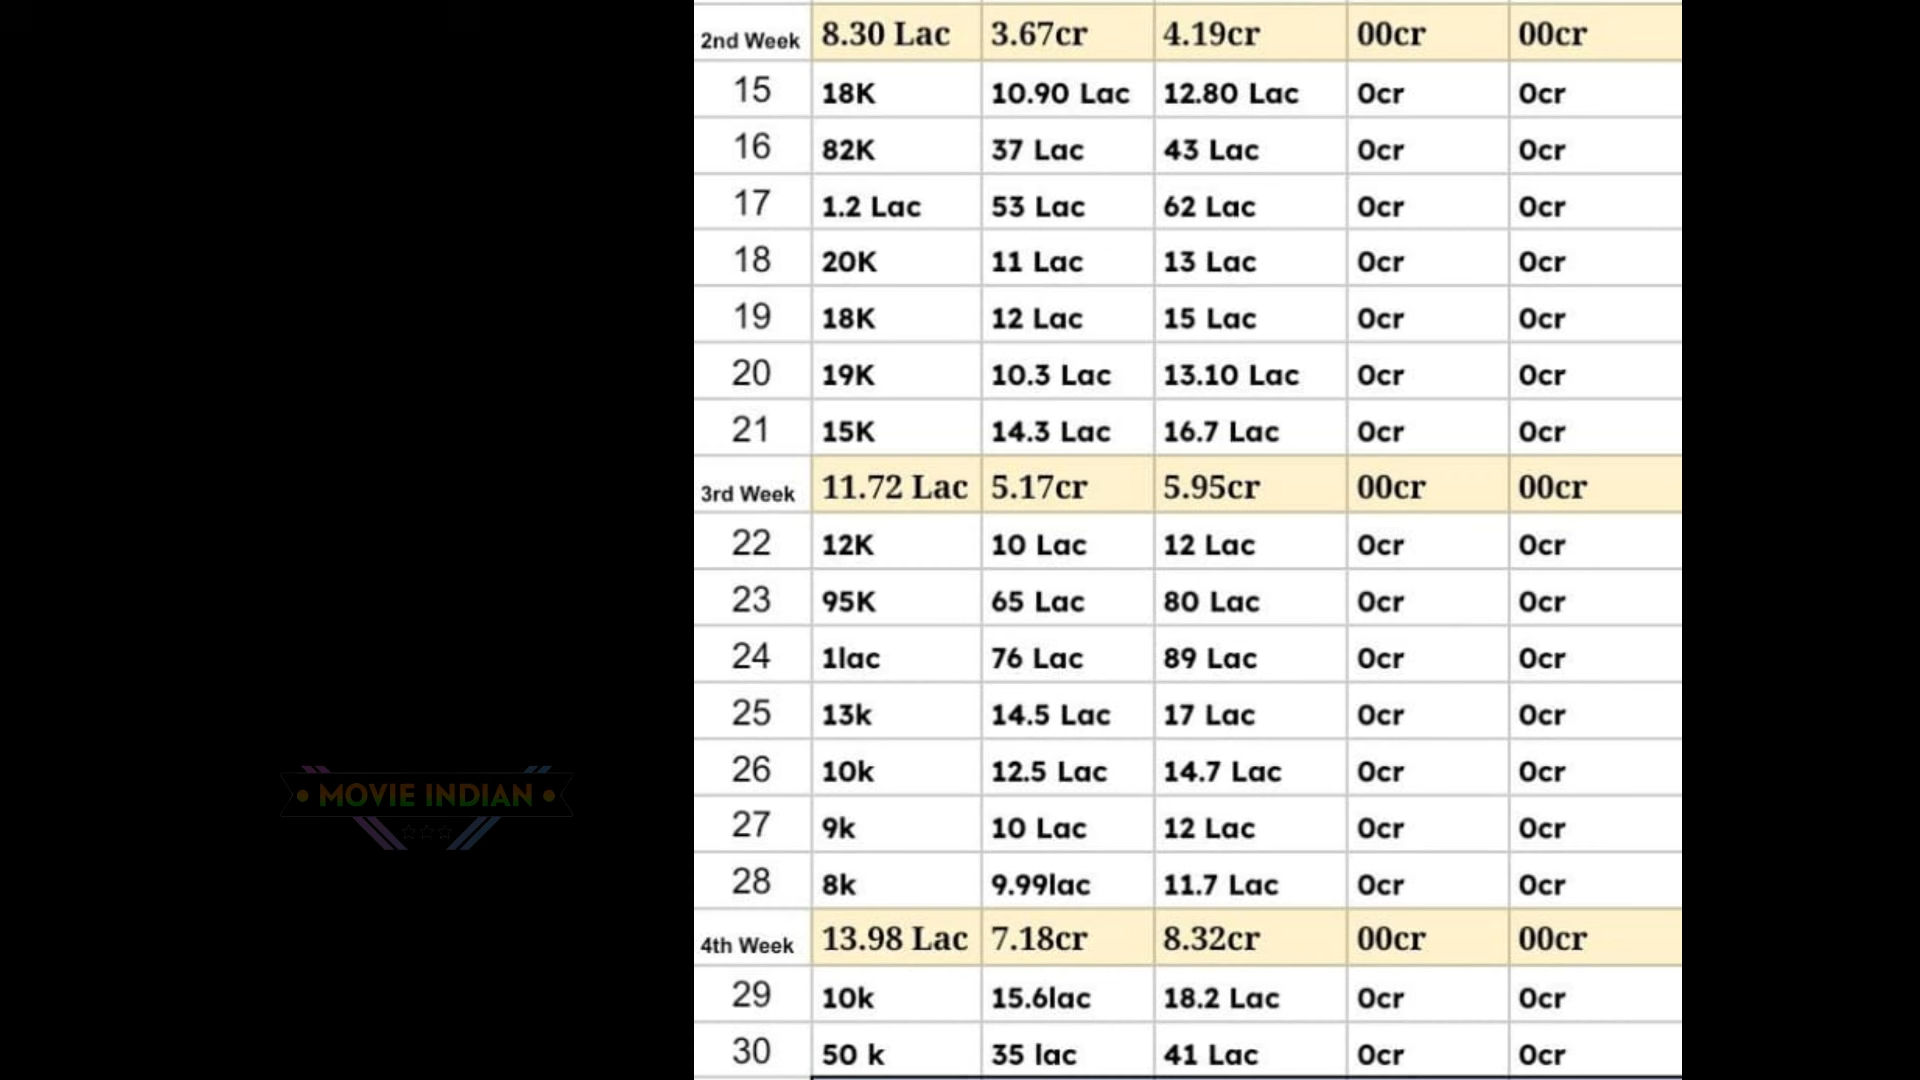 2nd Week 8.30 Lac 3.67cr 4.19cr 00cr 00cr
15 18K 10.90 Lac 12.80 Lac 0cr 0cr
16 82K 37 Lac 43 Lac 0cr 0cr
17 1.2 Lac 53 Lac 62 Lac 0cr 0cr
18 20K 11 Lac 13 Lac 0cr 0cr
19 18K 12 Lac 15 Lac 0cr 0cr
20 19K 10.3 Lac 13.10 Lac 0cr 0cr
21 15K 14.3 Lac 16.7 Lac 0cr 0cr
3rd Week 11.72 Lac 5.17cr 5.95cr 00cr 00cr
22 12K 10 Lac 12 Lac 0cr 0cr
23 95K 65 Lac 80 Lac 0cr 0cr
24 1lac 76 Lac 89 Lac 0cr 0cr
25 13k 14.5 Lac 17 Lac 0cr 0cr
26 10k 12.5 Lac 14.7 Lac 0cr 0cr
27 9k 10 Lac 12 Lac 0cr 0cr
28 8k 9.99lac 11.7 Lac 0cr 0cr
4th Week 13.98 Lac 7.18cr 8.32cr 00cr 00cr
29 10k 15.6lac 18.2 Lac 0cr 0cr
30 50 k 35 lac 41 Lac 0cr 0cr
MOVIE INDIAN